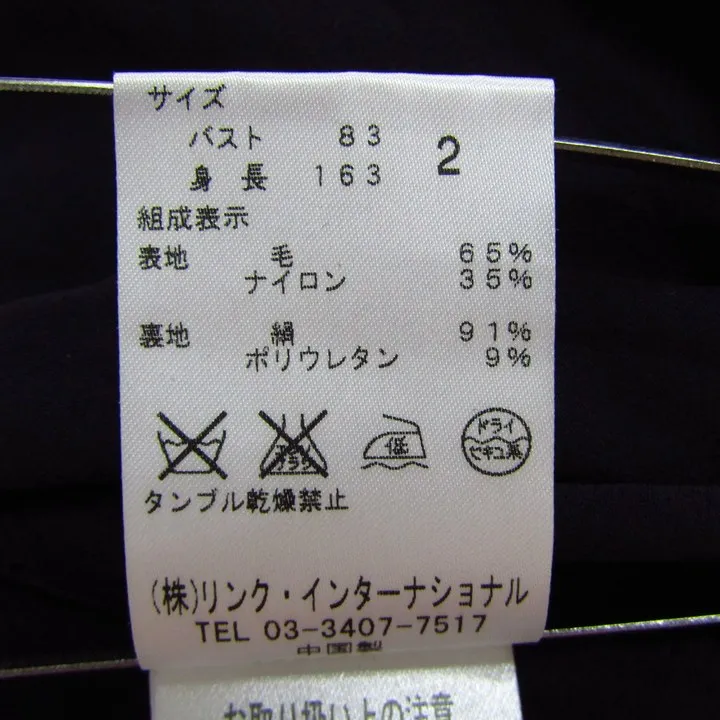 サイズ
バスト 83 2
身長 163
組成表示
表地 毛 65%
ナイロン 35%
裏地 絹 91%
ポリウレタン 9%
低 ドライ
セキユ系
タンブル乾燥禁止
(株)リンク・インターナショナル
TEL 03-3407-7517
中国製
お取り扱い上の注意